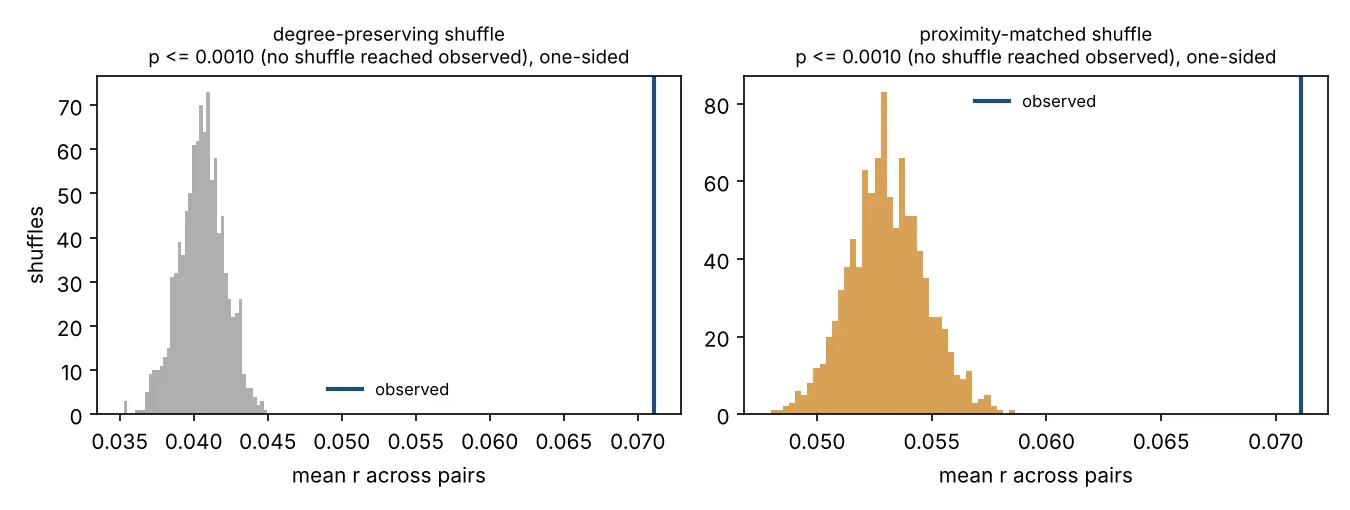 degree-preserving shuffle
p <= 0.0010 (no shuffle reached observed), one-sided
70
60
50
40
30
20
10
0
shuffles
observed
0.035 0.040 0.045 0.050 0.055 0.060 0.065 0.070
mean r across pairs
proximity-matched shuffle
p <= 0.0010 (no shuffle reached observed), one-sided
observed
80
60
40
20
0
0.050 0.055 0.060 0.065 0.070
mean r across pairs